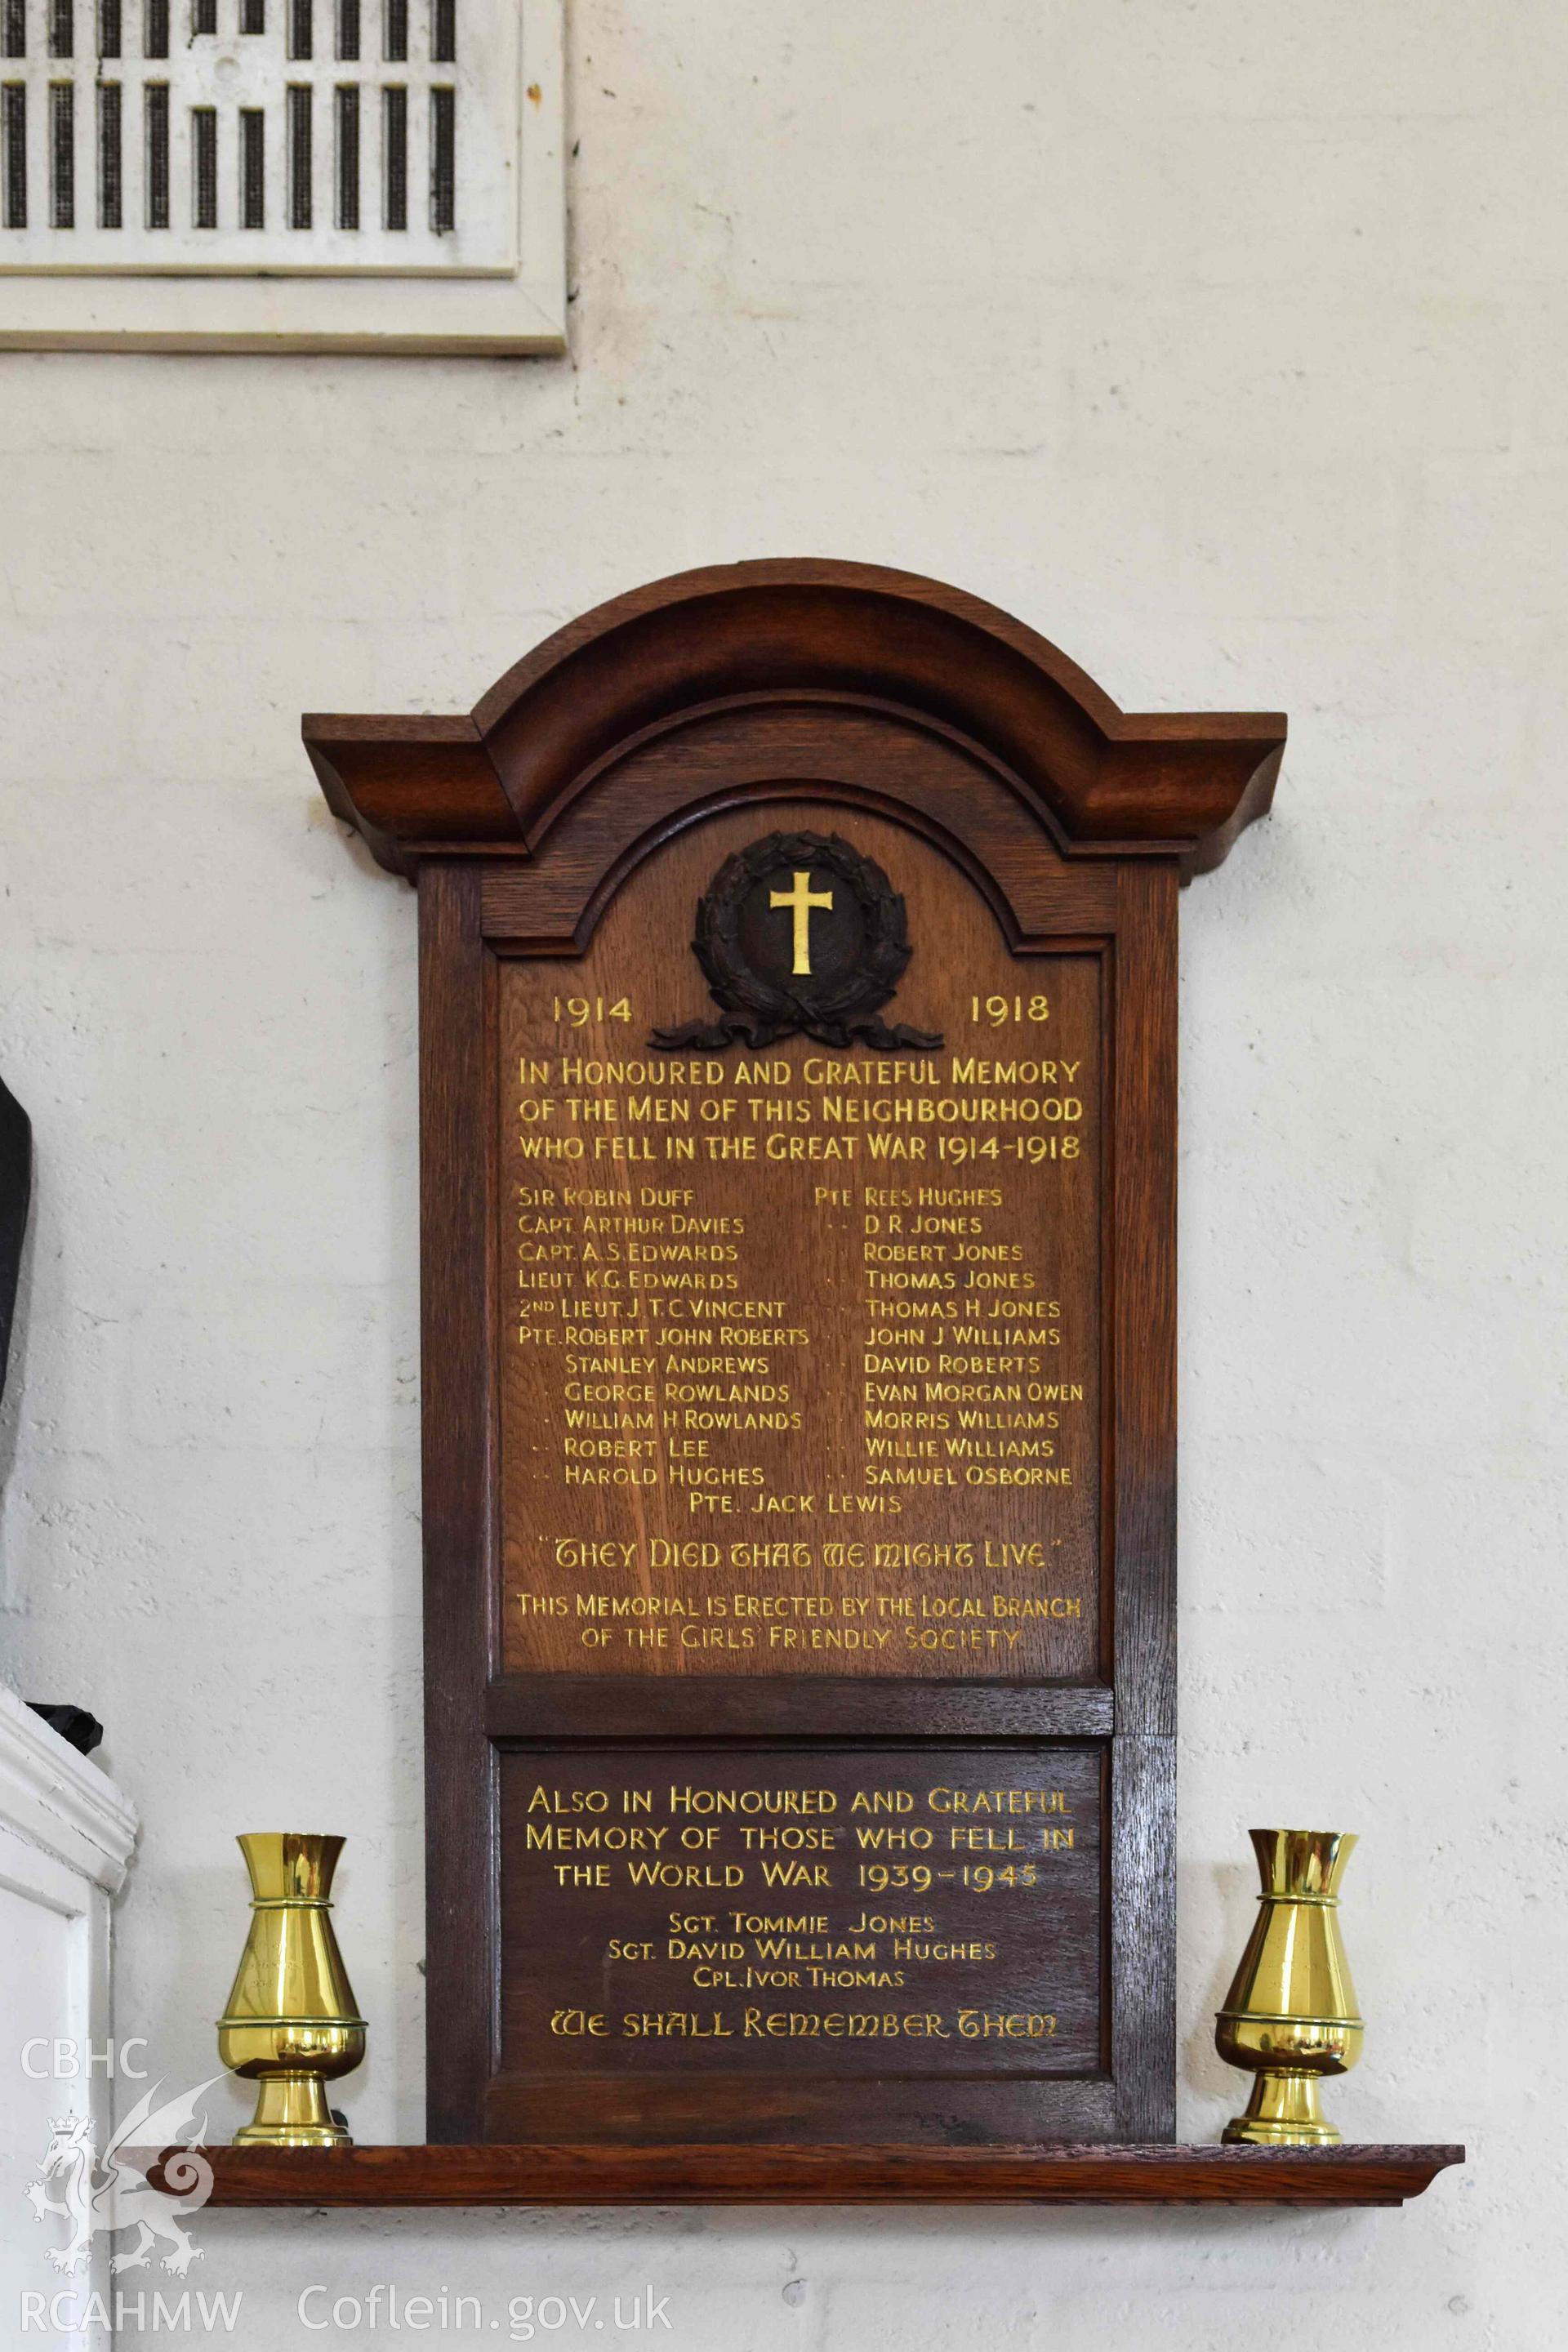 1914 1918
IN HONOURED AND GRATEFUL MEMORY
OF THE MEN OF THIS NEIGHBOURHOOD
WHO FELL IN THE GREAT WAR 1914-1918
SIR ROBIN DUFF
CAPT. ARTHUR DAVIES
CAPT. A.S. EDWARDS
LIEUT. K.G. EDWARDS
2ND LIEUT. J.T.C. VINCENT
PTE. ROBERT JOHN ROBERTS
·· STANLEY ANDREWS
·· GEORGE ROWLANDS
·· WILLIAM H ROWLANDS
·· ROBERT LEE
·· HAROLD HUGHES
PTE REES HUGHES
·· D R JONES
ROBERT JONES
·· THOMAS JONES
·· THOMAS H JONES
·· JOHN J WILLIAMS
·· DAVID ROBERTS
·· EVAN MORGAN OWEN
·· MORRIS WILLIAMS
·· WILLIE WILLIAMS
·· SAMUEL OSBORNE
PTE. JACK LEWIS
"THEY DIED THAT WE MIGHT LIVE."
THIS MEMORIAL IS ERECTED BY THE LOCAL BRANCH
OF THE GIRLS' FRIENDLY SOCIETY
ALSO IN HONOURED AND GRATEFUL
MEMORY OF THOSE WHO FELL IN
THE WORLD WAR 1939-1945
SGT. TOMMIE JONES
SGT. DAVID WILLIAM HUGHES
CPL. IVOR THOMAS
WE SHALL REMEMBER THEM
CBHC
RCAHMW Coflein.gov.uk